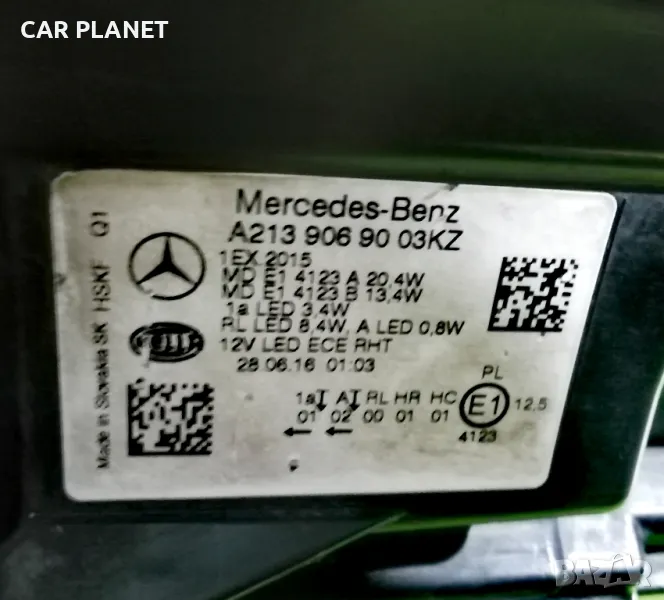 CAR PLANET
Mercedes-Benz
A213 906 90 03KZ
1EX 2015
MD E1 4123 A 20,4W
MD E1 4123 B 13,4W
1a LED 3,4W
RL LED 8,4W, A LED 0,8W
12V LED ECE RHT
28.06.16 01:03
Made in Slovakia SK HSKF Q1
1a A RL HR HC
01 02 00 01 01
PL
E1 12,5
4123
BAZAR